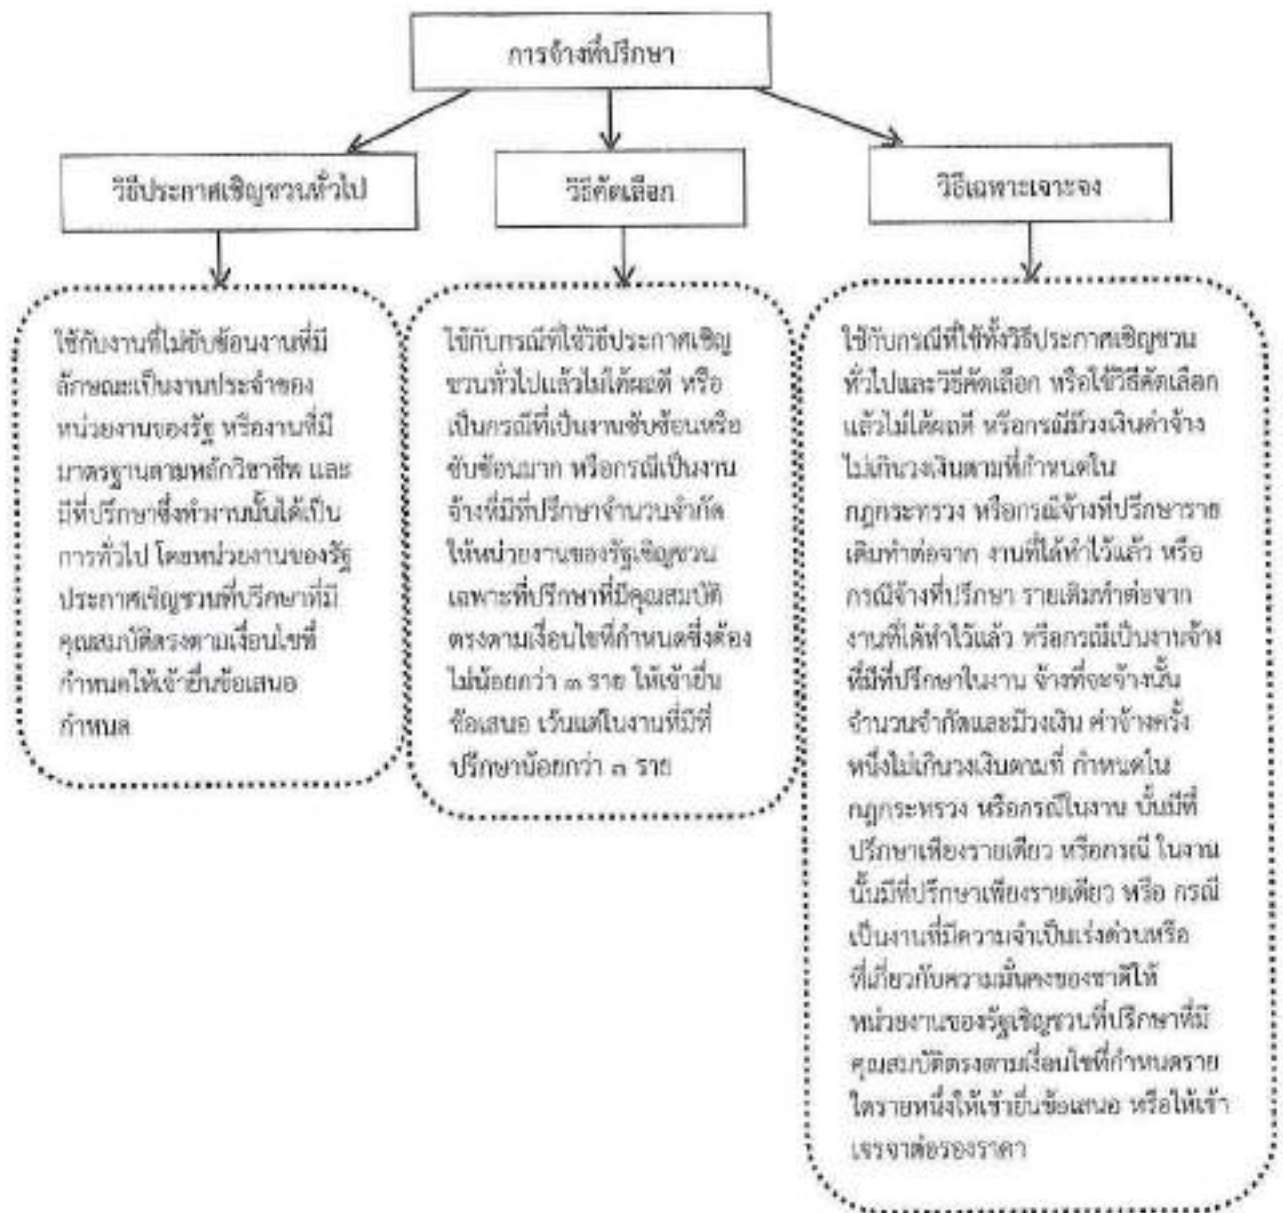 การจ้างที่ปรึกษา
วิธีประกาศเชิญชวนทั่วไป
วิธีคัดเลือก
วิธีเฉพาะเจาะจง
ใช้กับงานที่ไม่ซับซ้อนงานที่มี
ลักษณะเป็นงานประจำของ
หน่วยงานของรัฐ หรืองานที่มี
มาตรฐานตามหลักวิชาชีพ และ
มีที่ปรึกษาซึ่งทำงานนั้นได้เป็น
การทั่วไป โดยหน่วยงานของรัฐ
ประกาศเชิญชวนที่ปรึกษาที่มี
คุณสมบัติตรงตามเงื่อนไขที่
กำหนดให้เข้ายื่นข้อเสนอ
กำหนด
ใช้กับกรณีที่ใช้วิธีประกาศเชิญ
ชวนทั่วไปแล้วไม่ได้ผลดี หรือ
เป็นกรณีที่เป็นงานซับซ้อนหรือ
ซับซ้อนมาก หรือกรณีเป็นงาน
จ้างที่มีที่ปรึกษาจำนวนจำกัด
ให้หน่วยงานของรัฐเชิญชวน
เฉพาะที่ปรึกษาที่มีคุณสมบัติ
ตรงตามเงื่อนไขที่กำหนดซึ่งต้อง
ไม่น้อยกว่า ๓ ราย ให้เข้ายื่น
ข้อเสนอ เว้นแต่ในงานที่มีที่
ปรึกษาน้อยกว่า ๓ ราย
ใช้กับกรณีที่ใช้ทั้งวิธีประกาศเชิญชวน
ทั่วไปและวิธีคัดเลือก หรือใช้วิธีคัดเลือก
แล้วไม่ได้ผลดี หรือกรณีมีวงเงินค่าจ้าง
ไม่เกินวงเงินตามที่กำหนดใน
กฎกระทรวง หรือกรณีจ้างที่ปรึกษาราย
เดิมทำต่อจาก งานที่ได้ทำไว้แล้ว หรือ
กรณีจ้างที่ปรึกษา รายเดิมทำต่อจาก
งานที่ได้ทำไว้แล้ว หรือกรณีเป็นงานจ้าง
ที่มีที่ปรึกษาในงาน จ้างที่จะจ้างนั้น
จำนวนจำกัดและมีวงเงิน ค่าจ้างครั้ง
หนึ่งไม่เกินวงเงินตามที่ กำหนดใน
กฎกระทรวง หรือกรณีในงาน นั้นมีที่
ปรึกษาเพียงรายเดียว หรือกรณี ในงาน
นั้นมีที่ปรึกษาเพียงรายเดียว หรือ กรณี
เป็นงานที่มีความจำเป็นเร่งด่วนหรือ
ที่เกี่ยวกับความมั่นคงของชาติให้
หน่วยงานของรัฐเชิญชวนที่ปรึกษาที่มี
คุณสมบัติตรงตามเงื่อนไขที่กำหนดราย
ใดรายหนึ่งให้เข้ายื่นข้อเสนอ หรือให้เข้า
เจรจาต่อรองราคา